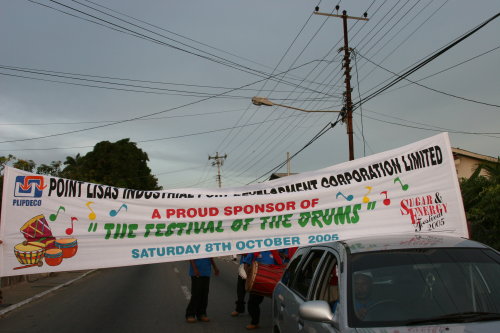 POINT LISAS INDUSTRIAL PORT DEVELOPMENT CORPORATION LIMITED
PLIPDECO
A PROUD SPONSOR OF
"THE FESTIVAL OF THE DRUMS"
SATURDAY 8TH OCTOBER 2005
SUGAR &
ENERGY
Festival
2005